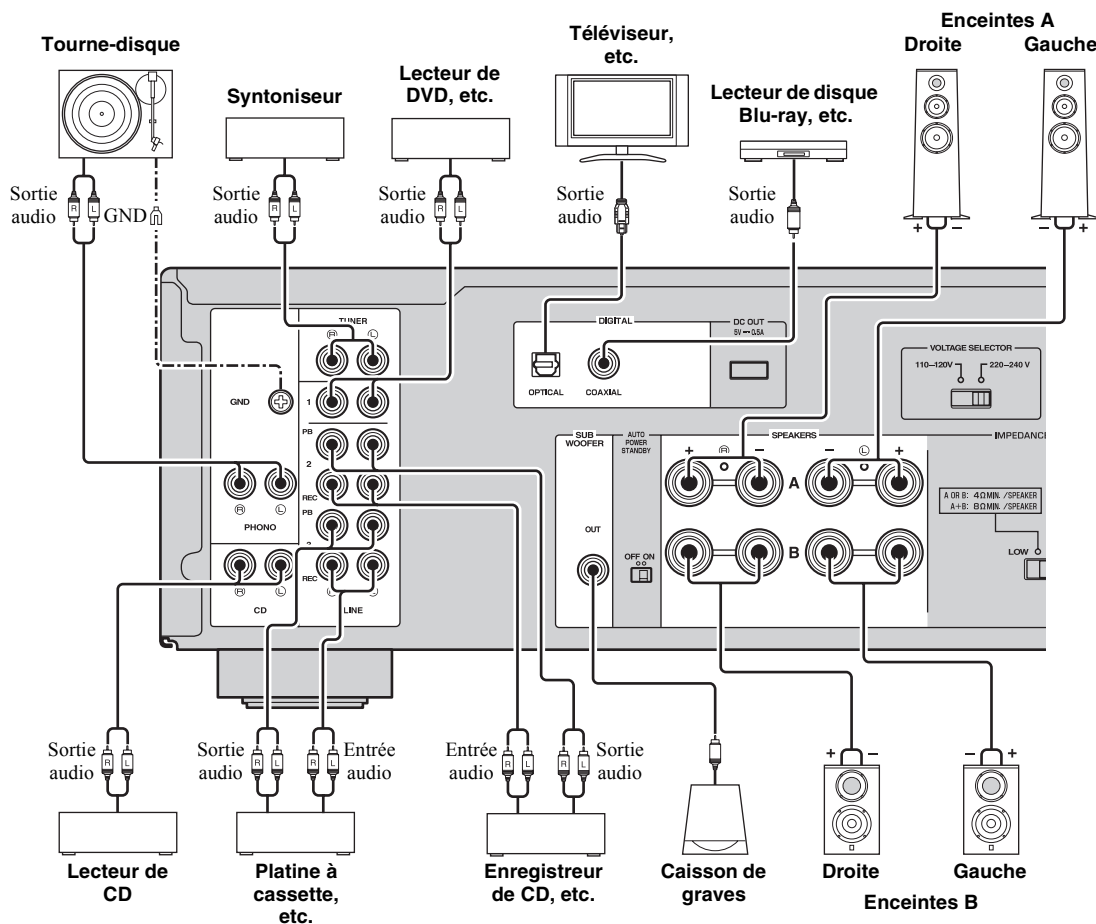 Enceintes A
Droite
Gauche
Tourne-disque
Syntoniseur
Lecteur de
DVD, etc.
Téléviseur,
etc.
Lecteur de disque
Blu-ray, etc.
Sortie
audio
R
L
GND
Sortie
audio
R
L
Sortie
audio
R
L
Sortie
audio
Sortie
audio
+
–
–
+
TUNER
R
L
GND
1
PB
2
REC
PB
3
REC
R
L
PHONO
R
L
CD
LINE
DIGITAL
OPTICAL
COAXIAL
DC OUT
5V 0.5A
VOLTAGE SELECTOR
110–120V
220–240 V
SUB
WOOFER
OUT
AUTO
POWER
STANDBY
OFF ON
SPEAKERS
+
R
–
–
L
+
A
B
IMPEDANCE
A OR B: 4ΩMIN. /SPEAKER
A+B: 8ΩMIN. /SPEAKER
LOW
Sortie
audio
R
L
Sortie
audio
R
L
Entrée
audio
R
L
Entrée
audio
R
L
Sortie
audio
R
L
+
–
–
+
Lecteur de
CD
Platine à
cassette,
etc.
Enregistreur
de CD, etc.
Caisson de
graves
Droite
Gauche
Enceintes B